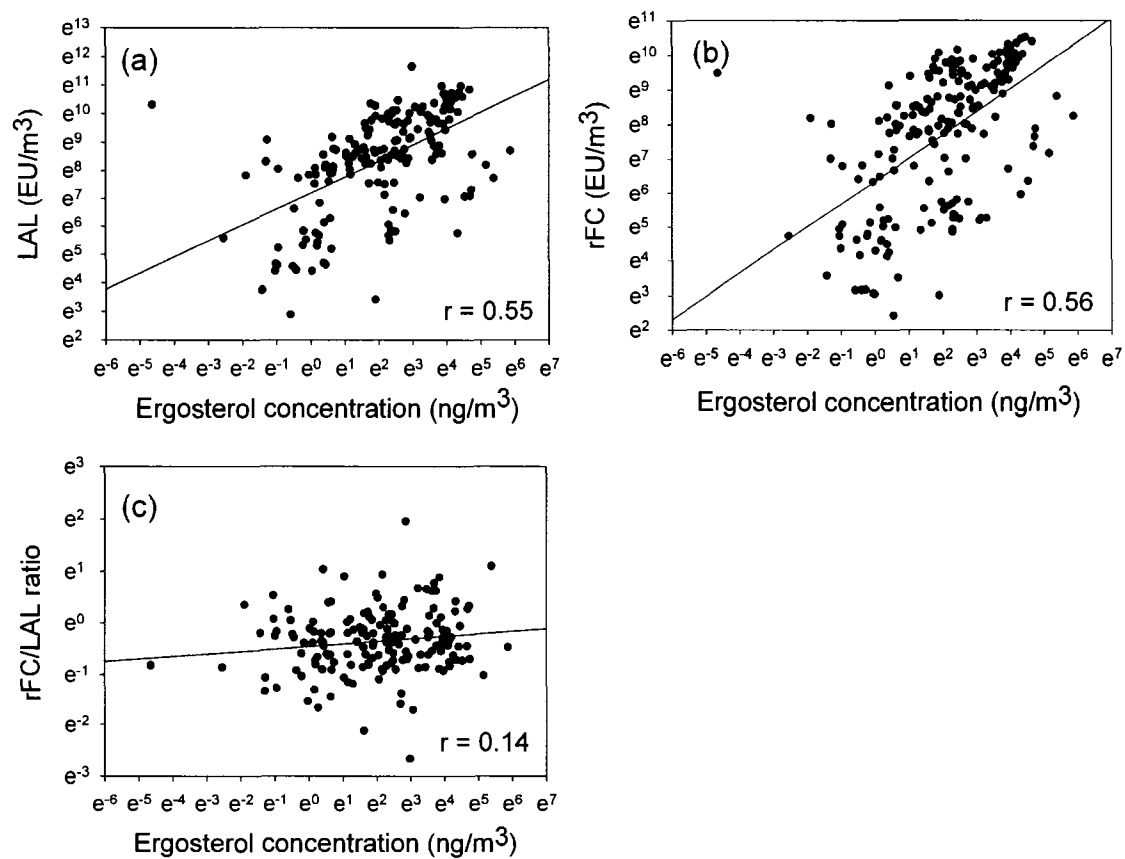 (a)
LAL (EU/m³)
e¹³
e¹²
e¹¹
e¹⁰
e⁹
e⁸
e⁷
e⁶
e⁵
e⁴
e³
e²
r = 0.55
e⁻⁶ e⁻⁵ e⁻⁴ e⁻³ e⁻² e⁻¹ e⁰ e¹ e² e³ e⁴ e⁵ e⁶ e⁷
Ergosterol concentration (ng/m³)
(b)
rFC (EU/m³)
e¹¹
e¹⁰
e⁹
e⁸
e⁷
e⁶
e⁵
e⁴
e³
e²
r = 0.56
e⁻⁶ e⁻⁵ e⁻⁴ e⁻³ e⁻² e⁻¹ e⁰ e¹ e² e³ e⁴ e⁵ e⁶ e⁷
Ergosterol concentration (ng/m³)
(c)
rFC/LAL ratio
e³
e²
e¹
e⁰
e⁻¹
e⁻²
e⁻³
r = 0.14
e⁻⁶ e⁻⁵ e⁻⁴ e⁻³ e⁻² e⁻¹ e⁰ e¹ e² e³ e⁴ e⁵ e⁶ e⁷
Ergosterol concentration (ng/m³)